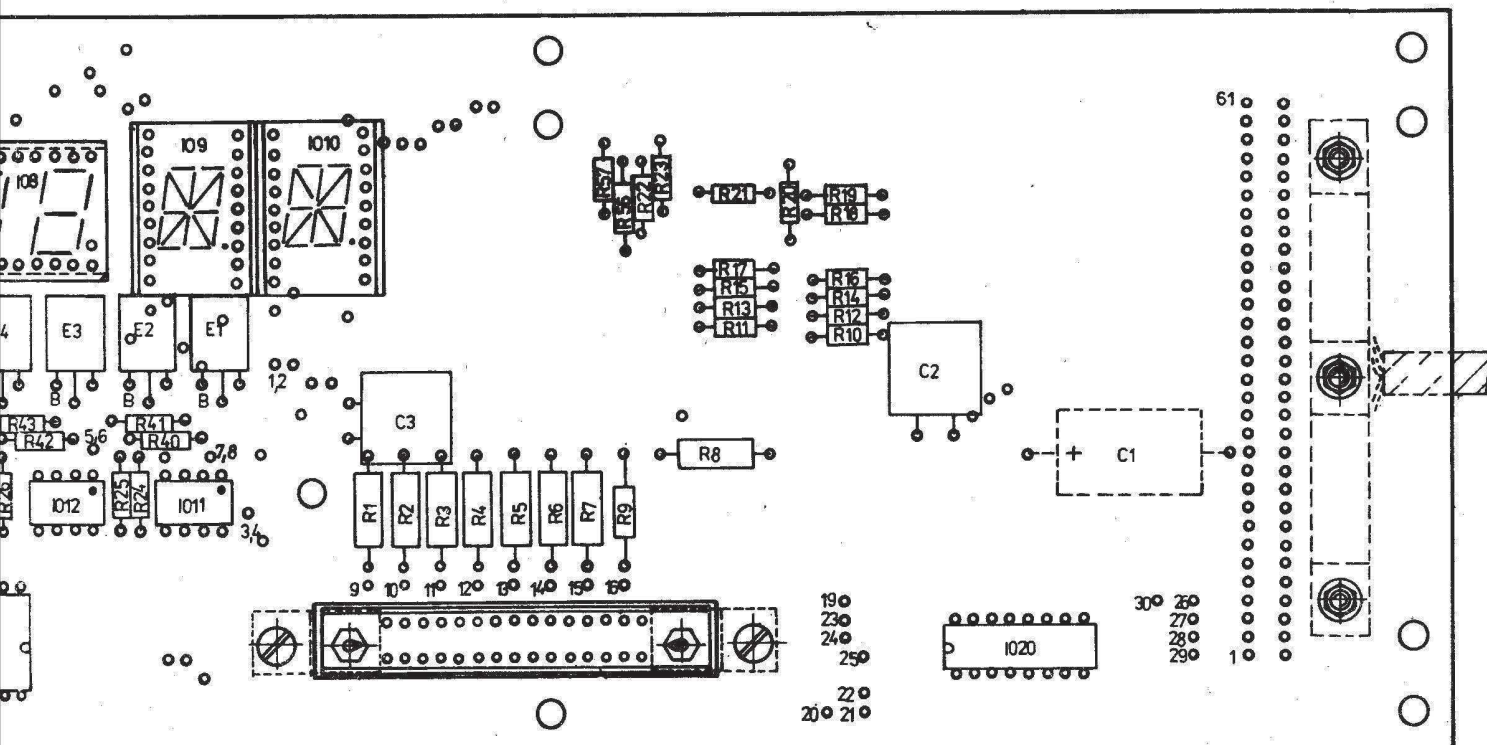 61
IO9
IO10
IO8
R57
R56
R22
R23
R21
R20
R19
R18
R17
R15
R13
R11
R16
R14
R12
R10
4
E3
E2
E1
C2
1,2
B
B
B
C3
R43
R42
5,6
R41
R40
7,8
R8
+
C1
R26
IO12
R25
R24
IO11
3,4
R1
R2
R3
R4
R5
R6
R7
R9
9
10
11
12
13
14
15
16
19
23
24
25
22
20
21
IO20
30
26
27
28
29
1